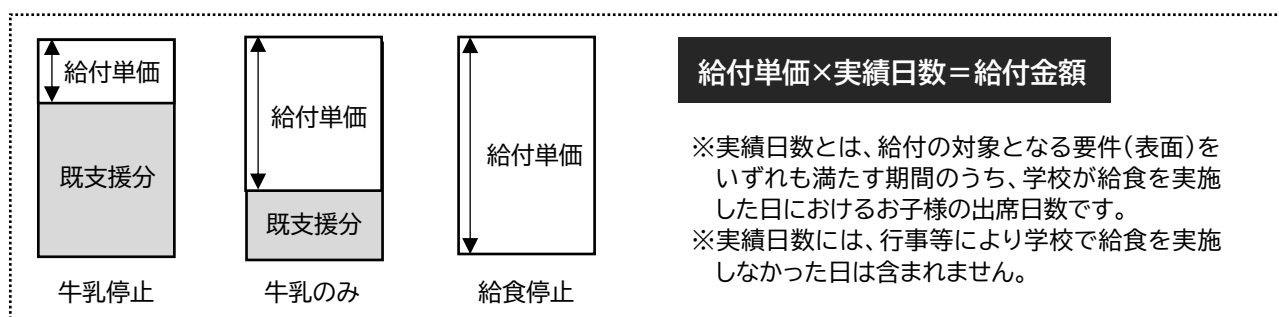 給付単価
既支援分
牛乳停止
給付単価
既支援分
牛乳のみ
給付単価
給食停止
給付単価×実績日数＝給付金額
※実績日数とは、給付の対象となる要件（表面）を
いずれも満たす期間のうち、学校が給食を実施
した日におけるお子様の出席日数です。
※実績日数には、行事等により学校で給食を実施
しなかった日は含まれません。